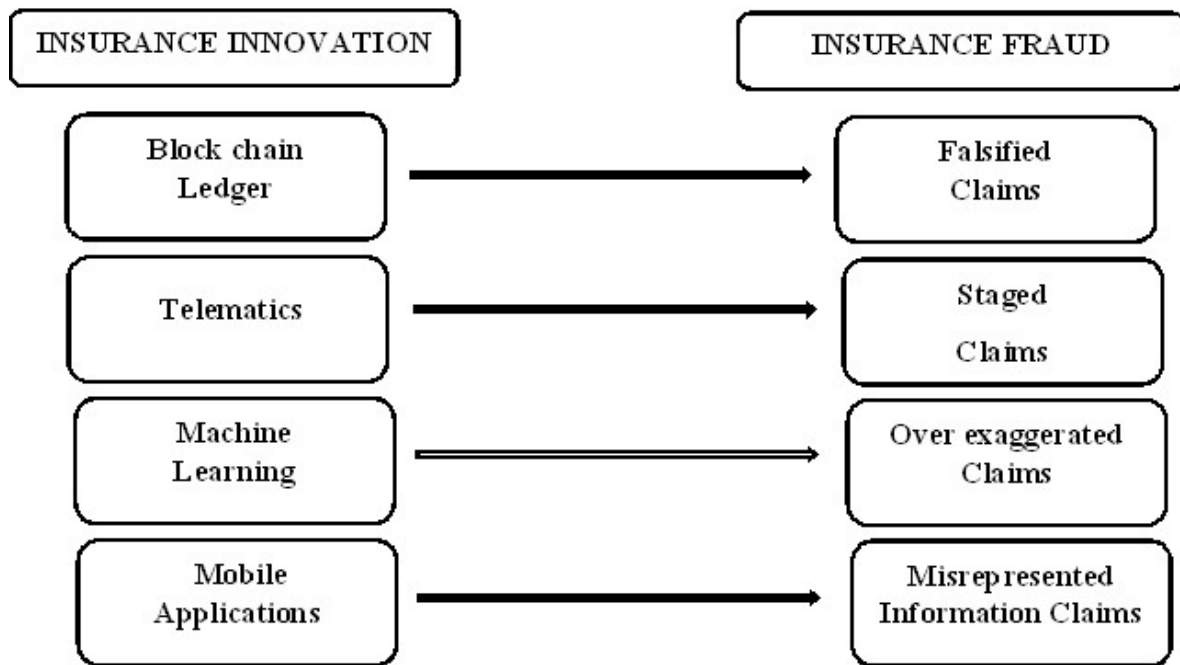 INSURANCE INNOVATION
INSURANCE FRAUD
Block chain
Ledger
Falsified
Claims
Telematics
Staged
Claims
Machine
Learning
Over exaggerated
Claims
Mobile
Applications
Misrepresented
Information Claims